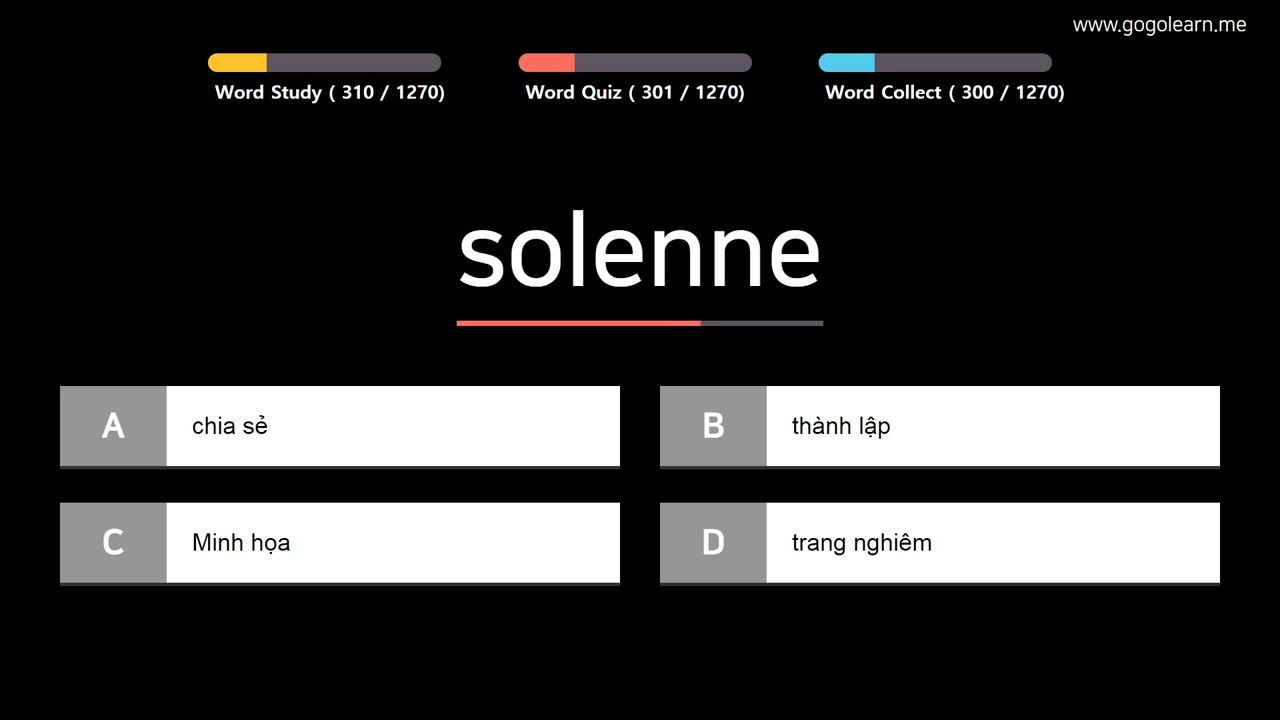 www.gogolearn.me
Word Study ( 310 / 1270)
Word Quiz ( 301 / 1270)
Word Collect ( 300 / 1270)
solenne
A chia sẻ
B thành lập
C Minh họa
D trang nghiêm